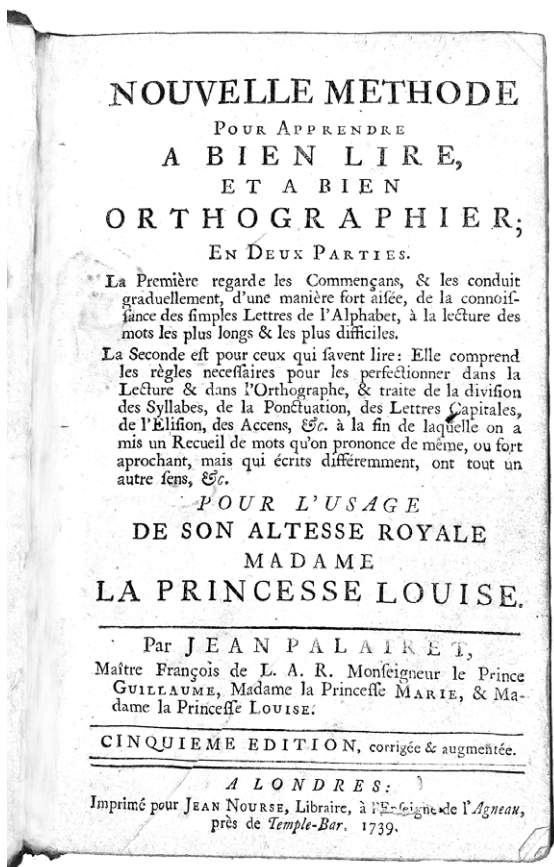 NOUVELLE METHODE
POUR APPRENDRE
A BIEN LIRE,
ET A BIEN
ORTHOGRAPHIER;
EN DEUX PARTIES.
La Première regarde les Commençans, & les conduit
graduellement, d'une manière fort aiſée, de la connoiſ-
ſance des ſimples Lettres de l'Alphabet, à la lecture des
mots les plus longs & les plus difficiles.
La Seconde eſt pour ceux qui ſavent lire: Elle comprend
les règles neceſſaires pour les perfectionner dans la
Lecture & dans l'Orthographe, & traite de la diviſion
des Syllabes, de la Ponctuation, des Lettres Capitales,
de l'Eliſion, des Accens, &c. à la fin de laquelle on a
mis un Recueil de mots qu'on prononce de même, ou fort
aprochant, mais qui écrits différemment, ont tout un
autre ſens, &c.
POUR L'USAGE
DE SON ALTESSE ROYALE
MADAME
LA PRINCESSE LOUISE.
Par JEAN PALAIRET,
Maître François de L. A. R. Monſeigneur le Prince
GUILLAUME, Madame la Princeſſe MARIE, & Ma-
dame la Princeſſe LOUISE.
CINQUIEME EDITION, corrigée & augmentée.
A LONDRES:
Imprimé pour JEAN NOURSE, Libraire, à l'Enſeigne de l'Agneau,
près de Temple-Bar. 1739.